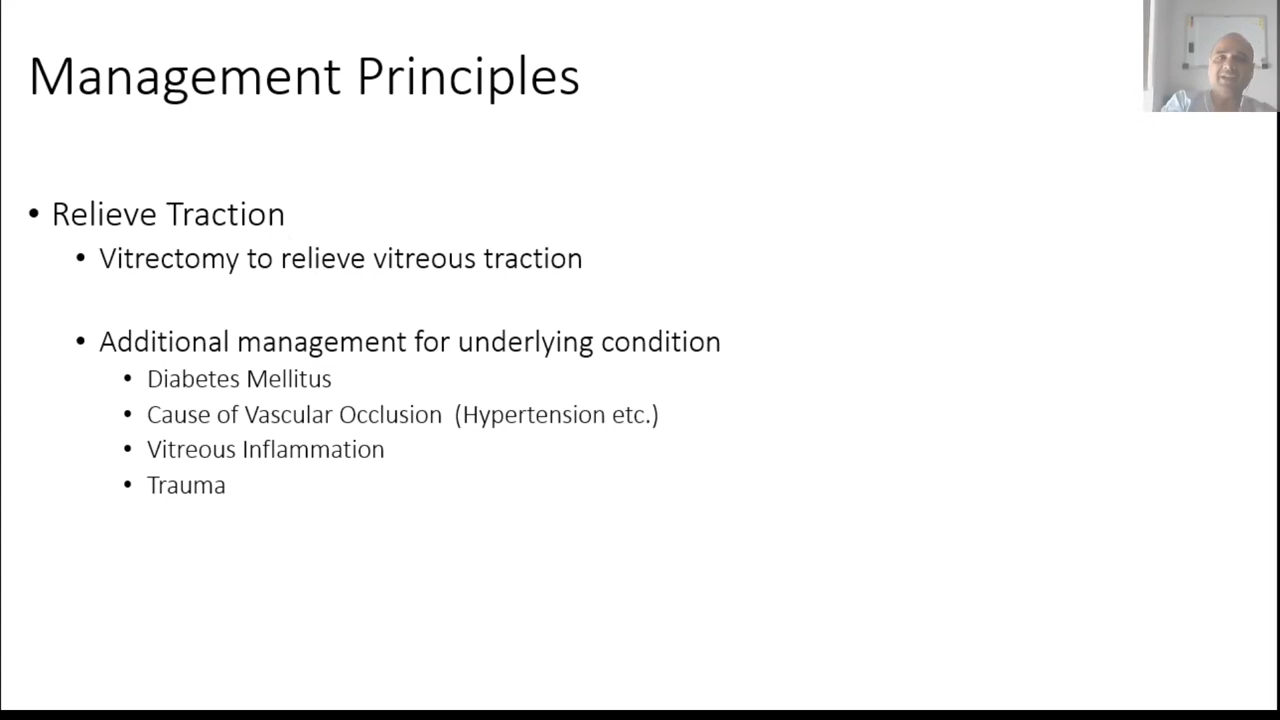 Management Principles
• Relieve Traction
• Vitrectomy to relieve vitreous traction
• Additional management for underlying condition
• Diabetes Mellitus
• Cause of Vascular Occlusion (Hypertension etc.)
• Vitreous Inflammation
• Trauma